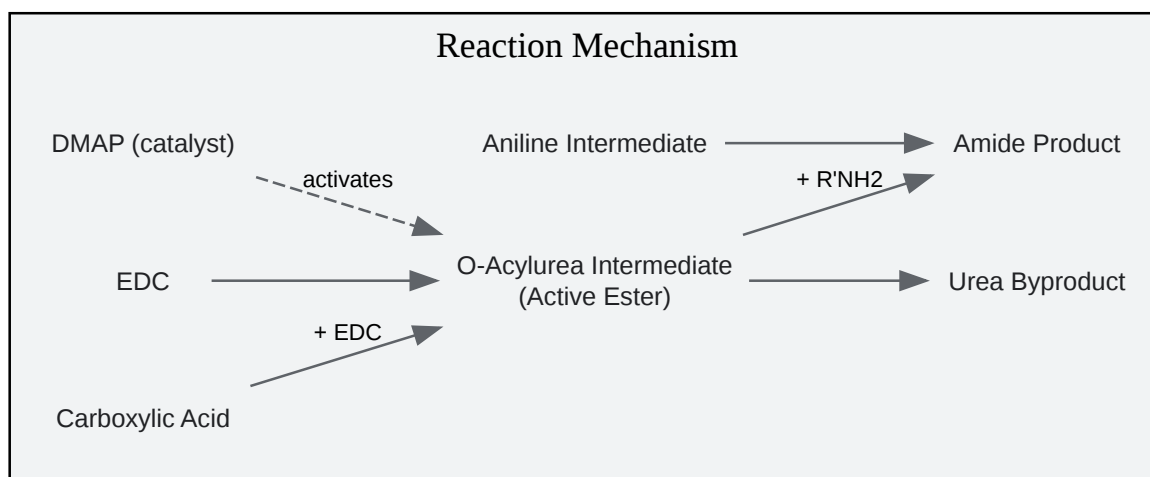 Reaction Mechanism
DMAP (catalyst)
Aniline Intermediate
Amide Product
activates
+ R'NH2
EDC
O-Acylurea Intermediate
(Active Ester)
Urea Byproduct
+ EDC
Carboxylic Acid